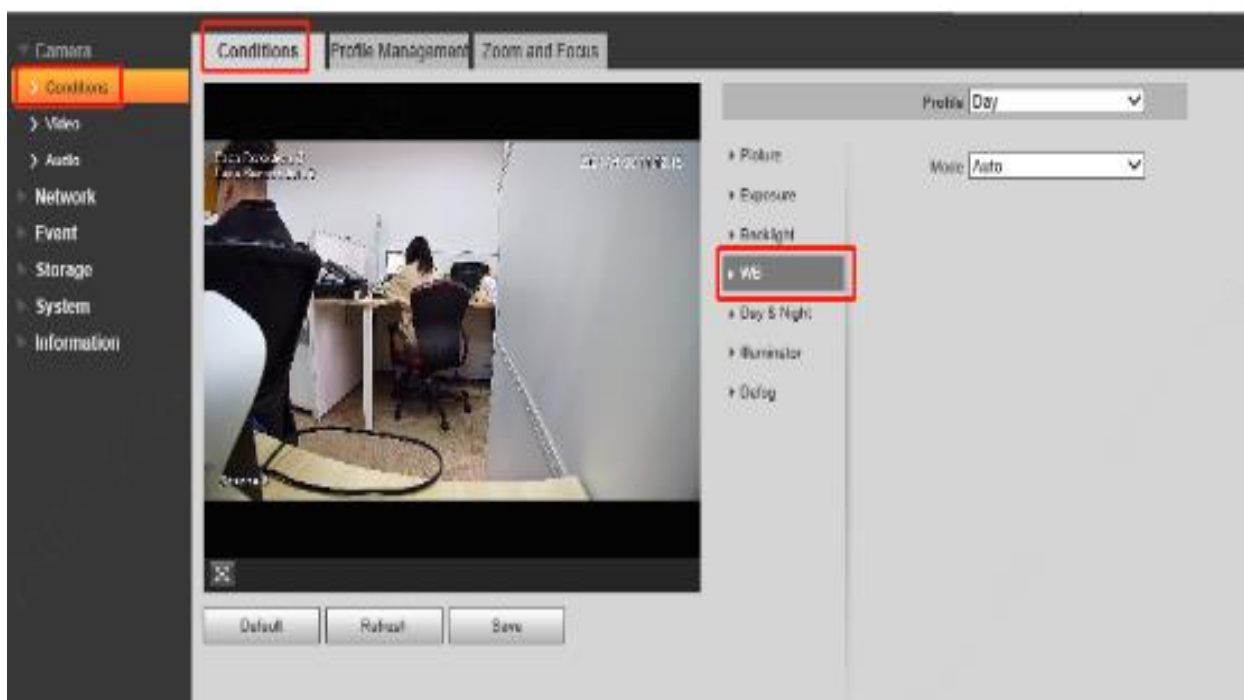 Camera
Conditions
Video
Audio
Network
Event
Storage
System
Information
Conditions
Profile Management
Zoom and Focus
Profile
Day
Picture
Exposure
Backlight
WB
Day & Night
Illuminator
Defog
Mode
Auto
Default
Refresh
Save